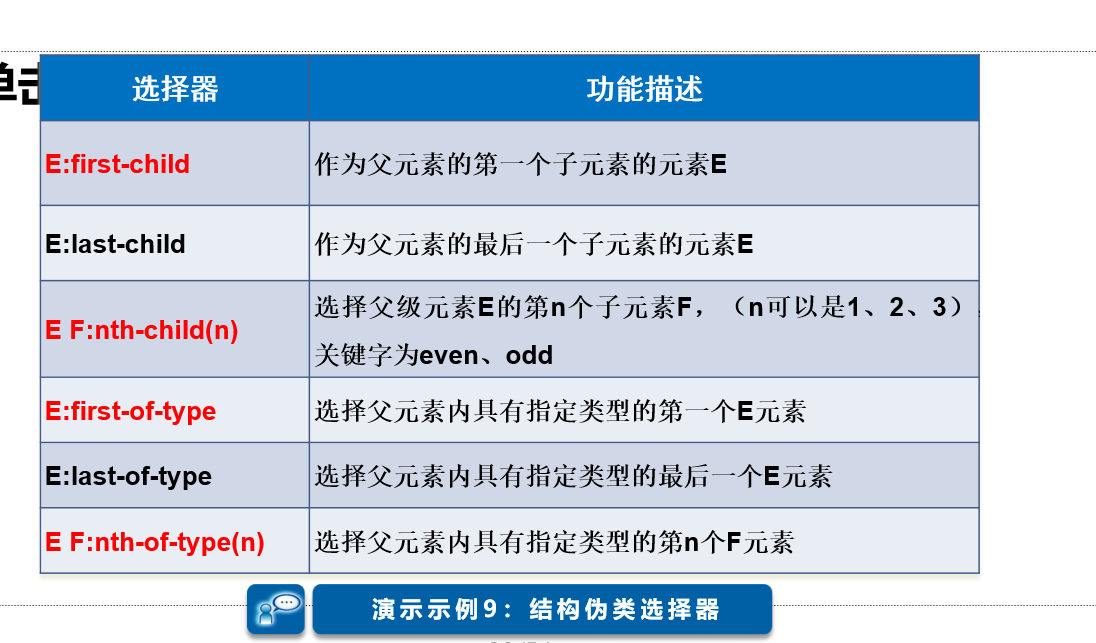 单击
选择器 功能描述
E:first-child 作为父元素的第一个子元素的元素E
E:last-child 作为父元素的最后一个子元素的元素E
E F:nth-child(n) 选择父级元素E的第n个子元素F，（n可以是1、2、3），
关键字为even、odd
E:first-of-type 选择父元素内具有指定类型的第一个E元素
E:last-of-type 选择父元素内具有指定类型的最后一个E元素
E F:nth-of-type(n) 选择父元素内具有指定类型的第n个F元素
演示示例9：结构伪类选择器